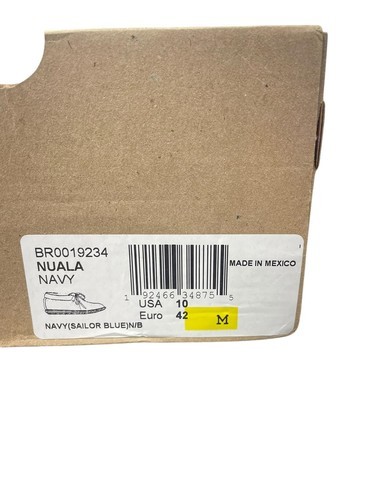 BR0019234
NUALA
NAVY
MADE IN MEXICO
1 92466 34875 5
USA 10
Euro 42
M
NAVY(SAILOR BLUE)N/B